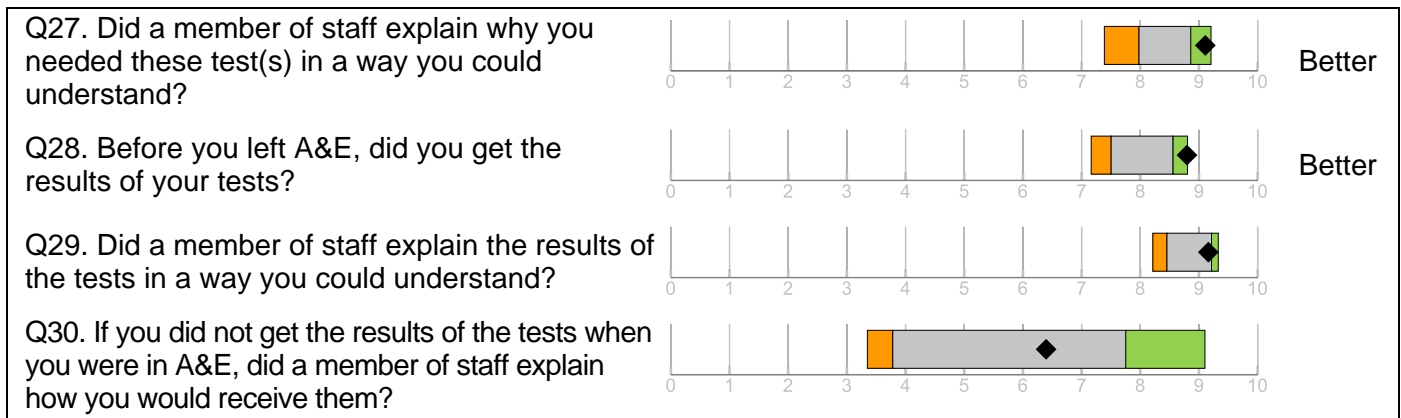 Q27. Did a member of staff explain why you
needed these test(s) in a way you could
understand?
0 1 2 3 4 5 6 7 8 9 10
Better
Q28. Before you left A&E, did you get the
results of your tests?
0 1 2 3 4 5 6 7 8 9 10
Better
Q29. Did a member of staff explain the results of
the tests in a way you could understand?
0 1 2 3 4 5 6 7 8 9 10
Q30. If you did not get the results of the tests when
you were in A&E, did a member of staff explain
how you would receive them?
0 1 2 3 4 5 6 7 8 9 10